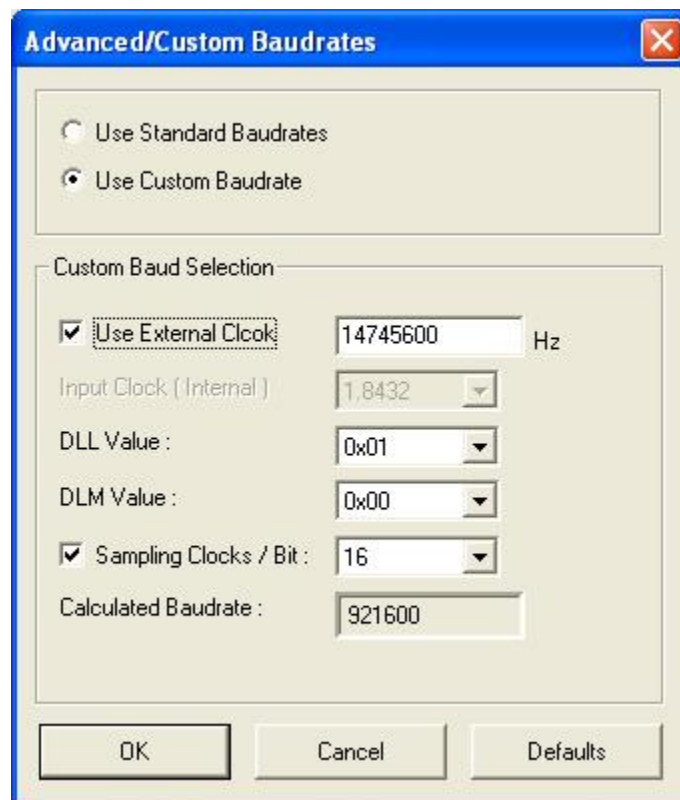 Advanced/Custom Baudrates
Use Standard Baudrates
Use Custom Baudrate
Custom Baud Selection
Use External Clcok 14745600 Hz
Input Clock ( Internal ) 1.8432
DLL Value : 0x01
DLM Value : 0x00
Sampling Clocks / Bit : 16
Calculated Baudrate : 921600
OK Cancel Defaults